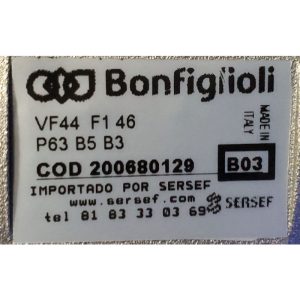 Bonfiglioli
VF44 F1 46
P63 B5 B3
MADE IN
ITALY
COD 200680129
B03
IMPORTADO POR SERSEF
www.sersef.com
tel 81 83 33 03 69
SERSEF